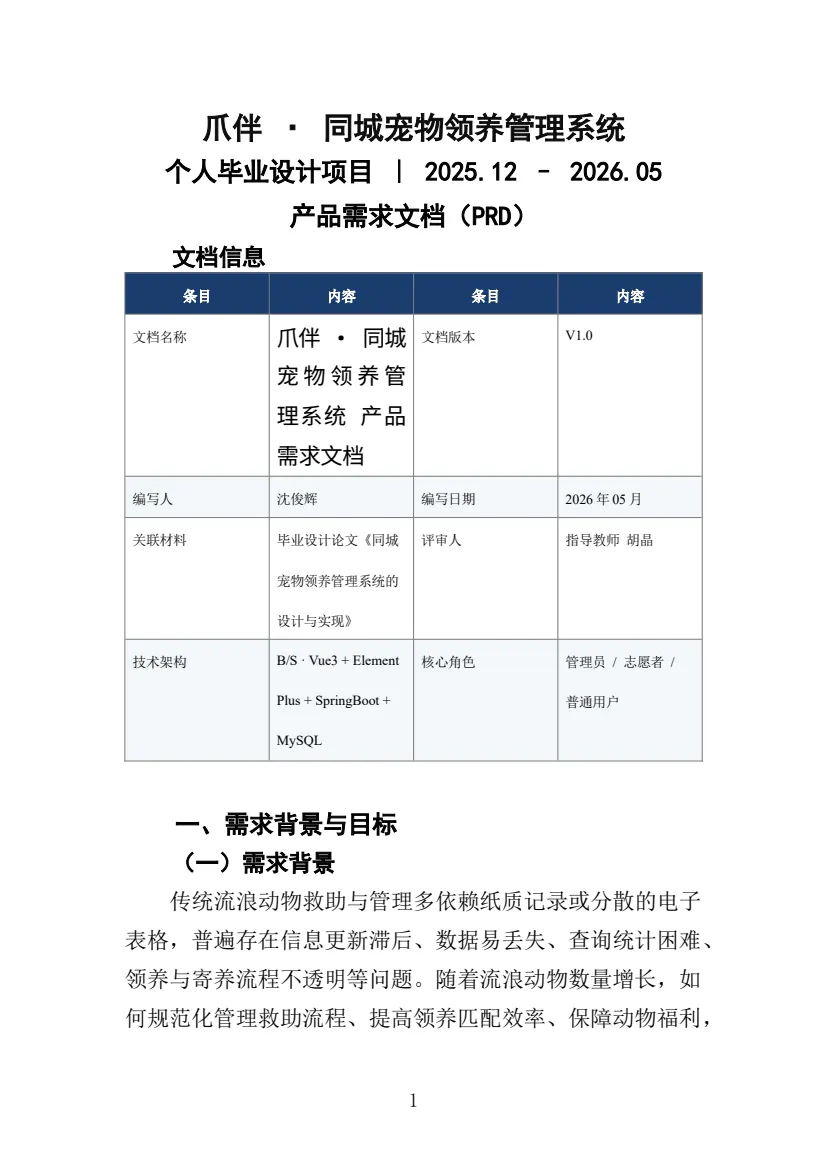 爪伴 · 同城宠物领养管理系统
个人毕业设计项目 | 2025.12 – 2026.05
产品需求文档（PRD）
文档信息
条目 内容 条目 内容
文档名称 爪伴 · 同城 文档版本 V1.0
宠物领养管
理系统 产品
需求文档
编写人 沈俊辉 编写日期 2026 年 05 月
关联材料 毕业设计论文《同城 评审人 指导教师 胡晶
宠物领养管理系统的
设计与实现》
技术架构 B/S · Vue3 + Element 核心角色 管理员 / 志愿者 /
Plus + SpringBoot + 普通用户
MySQL
一、需求背景与目标
（一）需求背景
传统流浪动物救助与管理多依赖纸质记录或分散的电子
表格，普遍存在信息更新滞后、数据易丢失、查询统计困难、
领养与寄养流程不透明等问题。随着流浪动物数量增长，如
何规范化管理救助流程、提高领养匹配效率、保障动物福利，
1